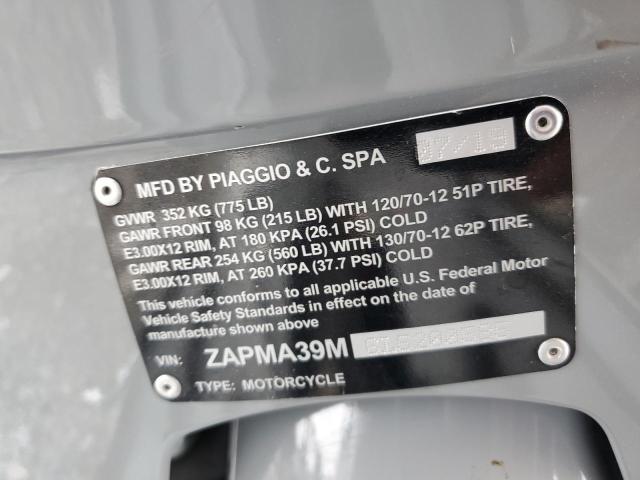 MFD BY PIAGGIO & C. SPA 07/19
GVWR 352 KG (775 LB)
GAWR FRONT 98 KG (215 LB) WITH 120/70-12 51P TIRE,
E3.00X12 RIM, AT 180 KPA (26.1 PSI) COLD
GAWR REAR 254 KG (560 LB) WITH 130/70-12 62P TIRE,
E3.00X12 RIM, AT 260 KPA (37.7 PSI) COLD
This vehicle conforms to all applicable U.S. Federal Motor
Vehicle Safety Standards in effect on the date of
manufacture shown above
VIN: ZAPMA39M
TYPE: MOTORCYCLE